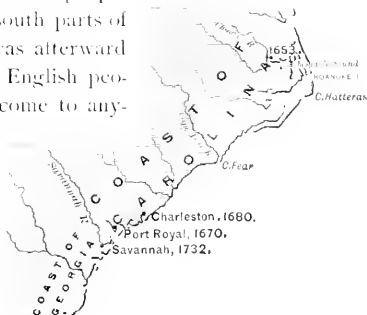 south parts of
as afterward
English peo-
come to any-
1653
ROANOKE I.
C. Hatteras
COAST OF
CAROLINA
C. Fear
Savannah R.
Charleston, 1680.
Port Royal, 1670.
Savannah, 1732.
COAST OF
GEORGIA